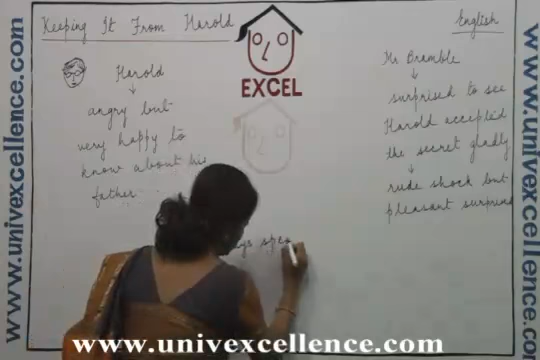 Keeping It From Harold
English
EXCEL
Harold
angry but
very happy to
know about his
father
Mr Bramble
surprised to see
Harold accepted
the secret gladly
rude shock but
pleasant surprise
www.univexcellence.com
www.univexcellence.com
www.univexcellence.com